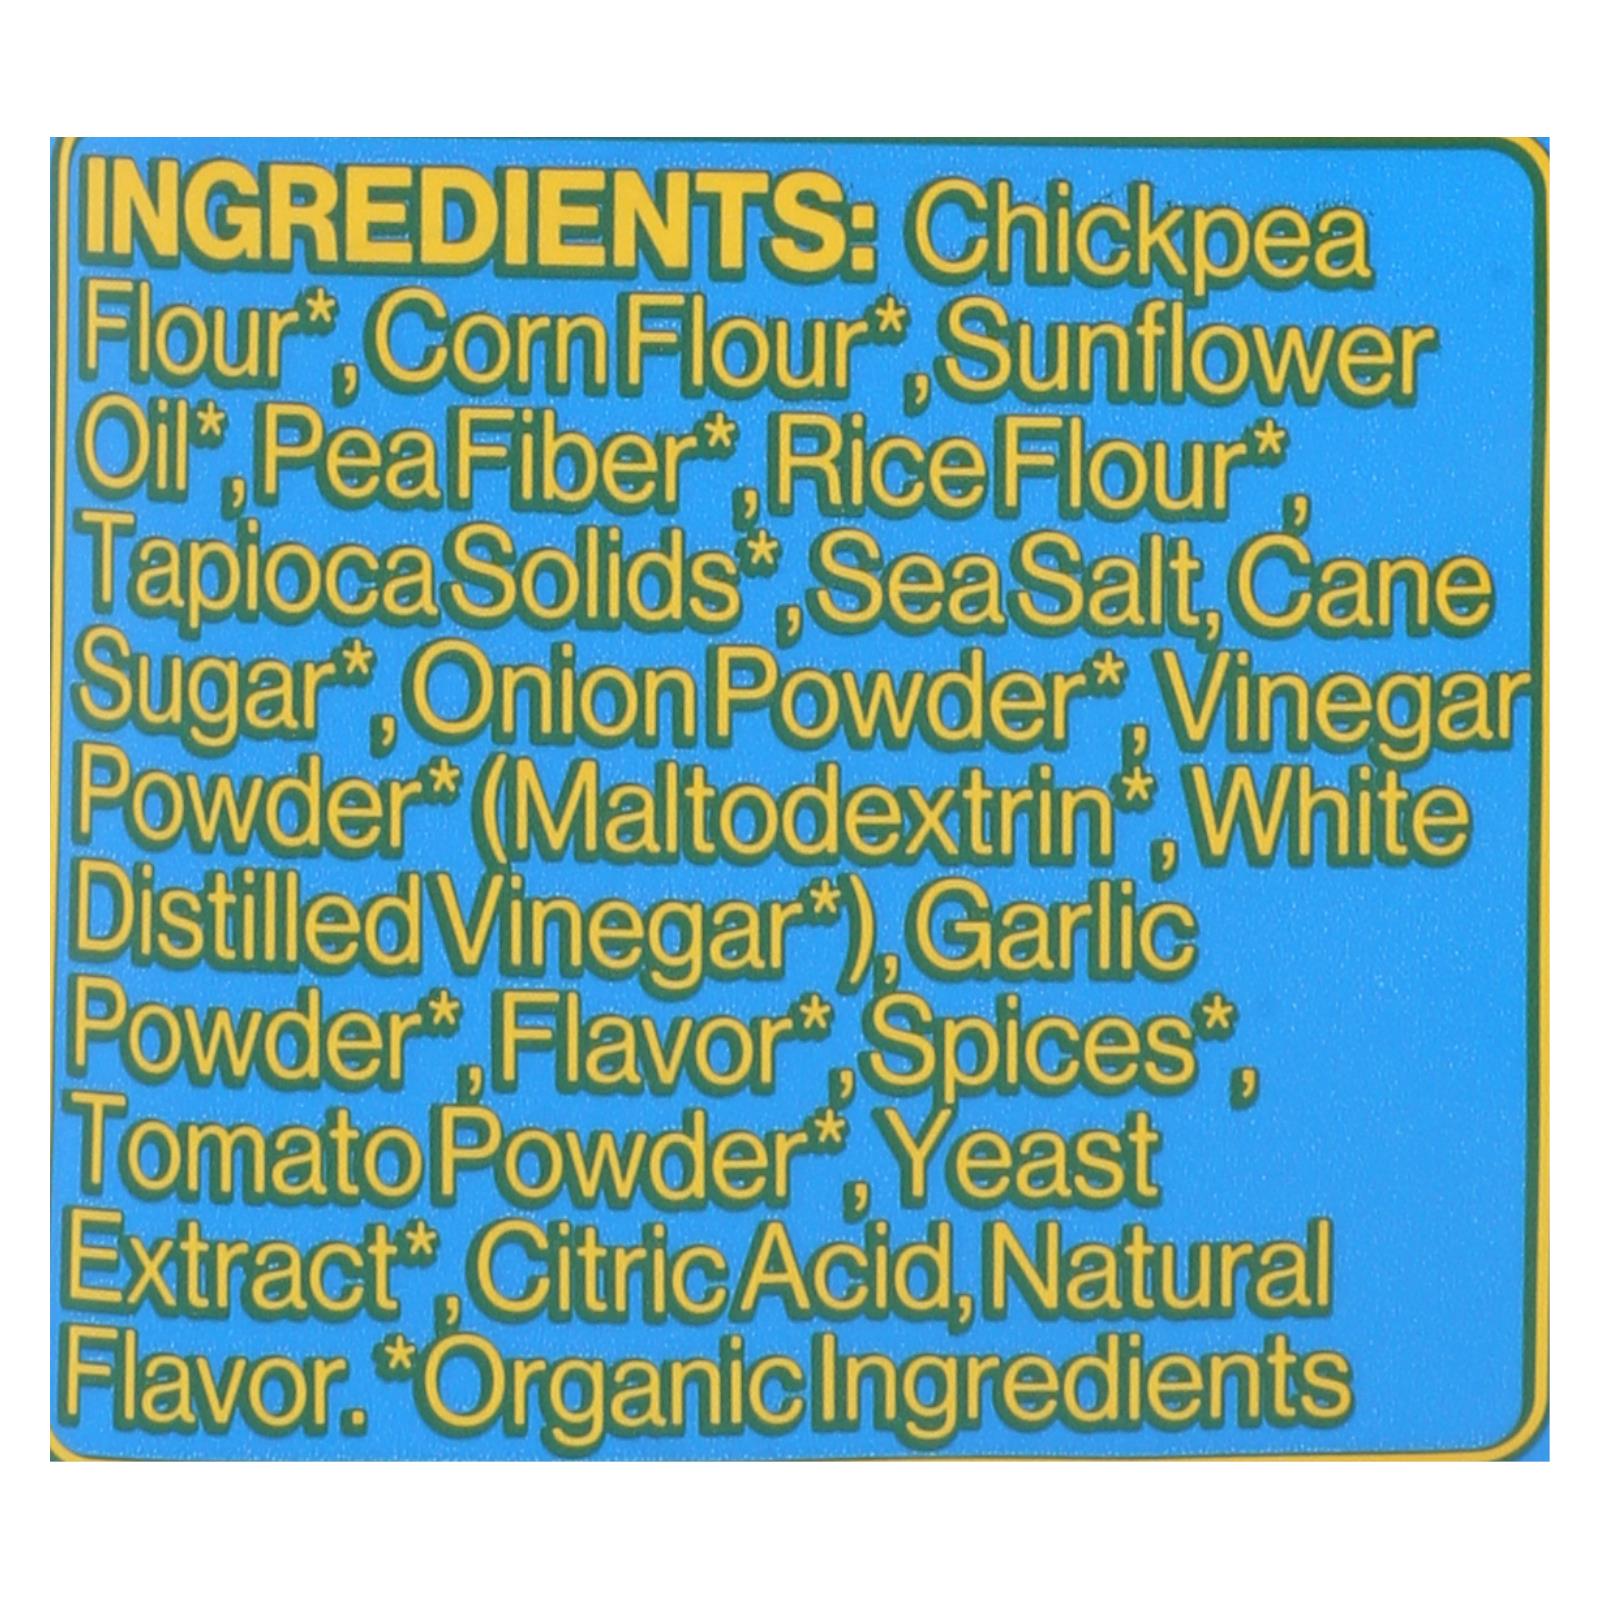 INGREDIENTS: Chickpea
Flour*, Corn Flour*, Sunflower
Oil*, Pea Fiber*, Rice Flour*,
Tapioca Solids*, Sea Salt, Cane
Sugar*, Onion Powder*, Vinegar
Powder* (Maltodextrin*, White
Distilled Vinegar*), Garlic
Powder*, Flavor*, Spices*,
Tomato Powder*, Yeast
Extract*, Citric Acid, Natural
Flavor. *Organic Ingredients